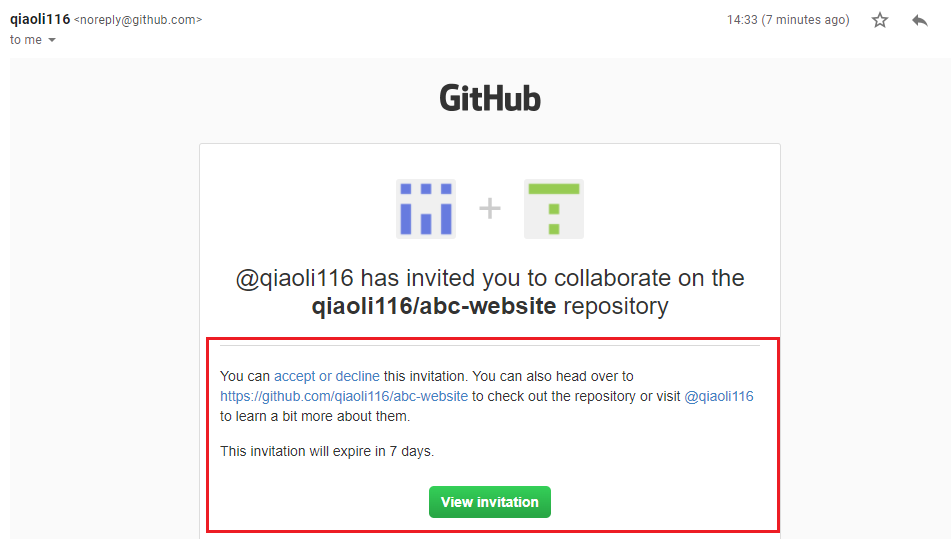 qiaoli116 <noreply@github.com> 14:33 (7 minutes ago)
to me
GitHub
@qiaoli116 has invited you to collaborate on the
qiaoli116/abc-website repository
You can accept or decline this invitation. You can also head over to
https://github.com/qiaoli116/abc-website to check out the repository or visit @qiaoli116
to learn a bit more about them.
This invitation will expire in 7 days.
View invitation